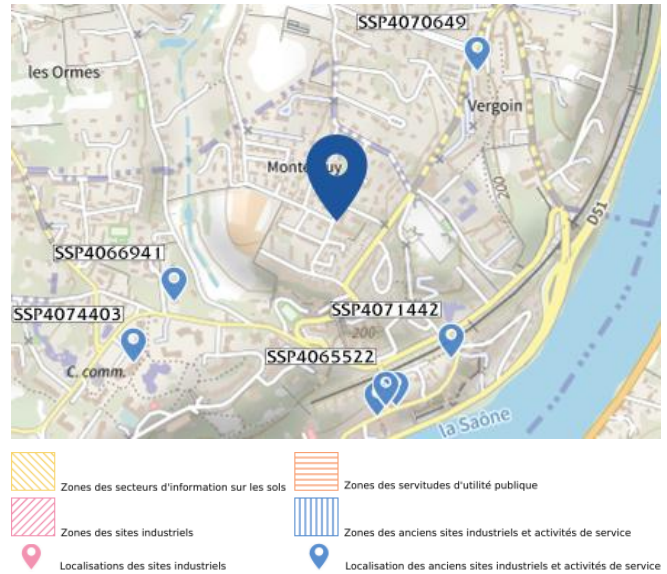 SSP4070649
les Ormes
Vergoin
200
D51
SSP4066941
SSP4074403
SSP4071442
200
SSP4065522
C. comm.
la Saône
Zones des secteurs d'information sur les sols
Zones des servitudes d'utilité publique
Zones des sites industriels
Zones des anciens sites industriels et activités de service
Localisations des sites industriels
Localisation des anciens sites industriels et activités de service